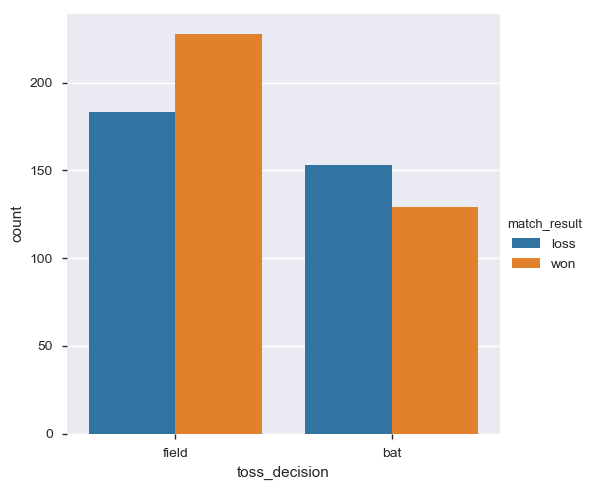 200
150
100
50
0
count
field
bat
toss_decision
match_result
loss
won